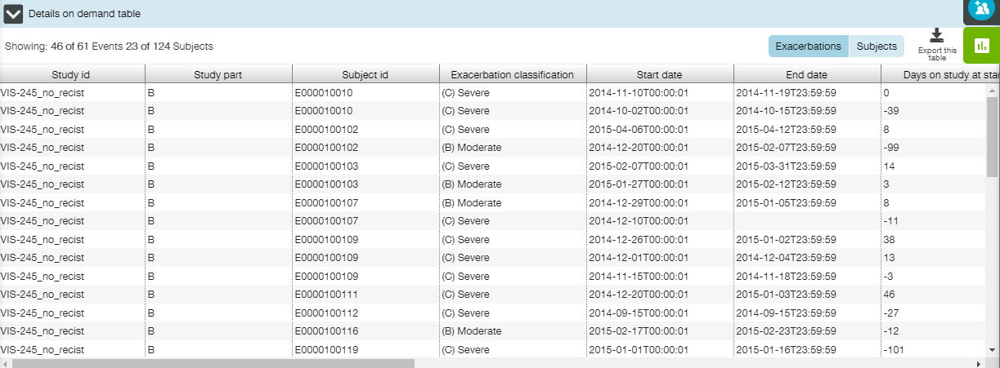 Details on demand table
Showing: 46 of 61 Events 23 of 124 Subjects
Exacerbations Subjects
Export this
table
Study id Study part Subject id Exacerbation classification Start date End date Days on study at star
VIS-245_no_recist B E000010010 (C) Severe 2014-11-10T00:00:01 2014-11-19T23:59:59 0
VIS-245_no_recist B E000010010 (C) Severe 2014-10-02T00:00:01 2014-10-15T23:59:59 -39
VIS-245_no_recist B E0000100102 (C) Severe 2015-04-06T00:00:01 2015-04-12T23:59:59 8
VIS-245_no_recist B E0000100102 (B) Moderate 2014-12-20T00:00:01 2015-02-07T23:59:59 -99
VIS-245_no_recist B E0000100103 (C) Severe 2015-02-07T00:00:01 2015-03-31T23:59:59 14
VIS-245_no_recist B E0000100103 (B) Moderate 2015-01-27T00:00:01 2015-02-12T23:59:59 3
VIS-245_no_recist B E0000100107 (B) Moderate 2014-12-29T00:00:01 2015-01-05T23:59:59 8
VIS-245_no_recist B E0000100107 (C) Severe 2014-12-10T00:00:01 -11
VIS-245_no_recist B E0000100109 (C) Severe 2014-12-26T00:00:01 2015-01-02T23:59:59 38
VIS-245_no_recist B E0000100109 (C) Severe 2014-12-01T00:00:01 2014-12-04T23:59:59 13
VIS-245_no_recist B E0000100109 (C) Severe 2014-11-15T00:00:01 2014-11-18T23:59:59 -3
VIS-245_no_recist B E0000100111 (C) Severe 2014-12-20T00:00:01 2015-01-03T23:59:59 46
VIS-245_no_recist B E0000100112 (C) Severe 2014-09-15T00:00:01 2014-09-15T23:59:59 -27
VIS-245_no_recist B E0000100116 (B) Moderate 2015-02-17T00:00:01 2015-02-23T23:59:59 -12
VIS-245_no_recist B E0000100119 (C) Severe 2015-01-01T00:00:01 2015-01-16T23:59:59 -101